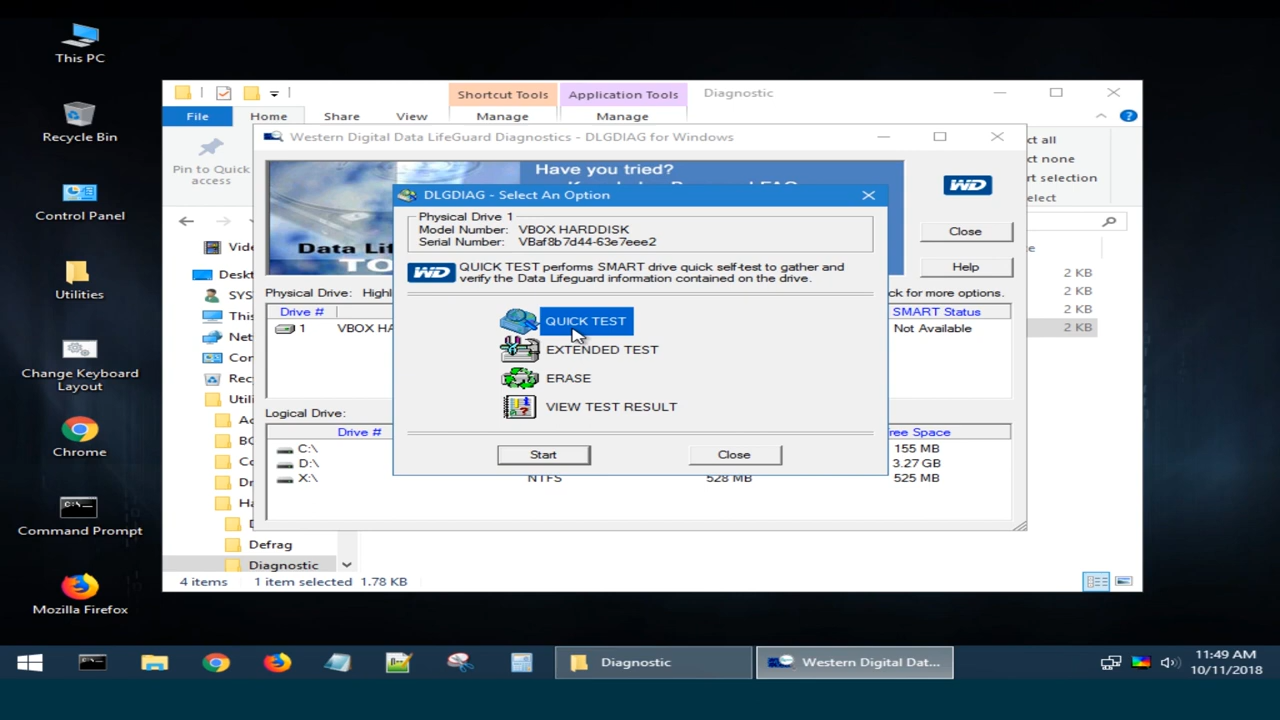 This PC
Recycle Bin
Control Panel
Utilities
Change Keyboard
Layout
Chrome
Command Prompt
Mozilla Firefox
Shortcut Tools
Application Tools
Diagnostic
File
Home
Share
View
Manage
Manage
Pin to Quick
access
Western Digital Data LifeGuard Diagnostics - DLGDIAG for Windows
Have you tried?
Data
WD
Close
Help
Physical Drive:
for more options.
Drive #
SMART Status
1
VBOX
Not Available
Logical Drive:
Drive #
Space
C:\
155 MB
D:\
3.27 GB
X:\
NTFS
528 MB
525 MB
DLGDIAG - Select An Option
Physical Drive 1
Model Number: VBOX HARDDISK
Serial Number: VBaf8b7d44-63e7eee2
WD
QUICK TEST performs SMART drive quick self-test to gather and
verify the Data Lifeguard information contained on the drive.
QUICK TEST
EXTENDED TEST
ERASE
VIEW TEST RESULT
Start
Close
all
none
selection
2 KB
2 KB
2 KB
2 KB
Defrag
Diagnostic
4 items
1 item selected 1.78 KB
Diagnostic
Western Digital Dat...
11:49 AM
10/11/2018